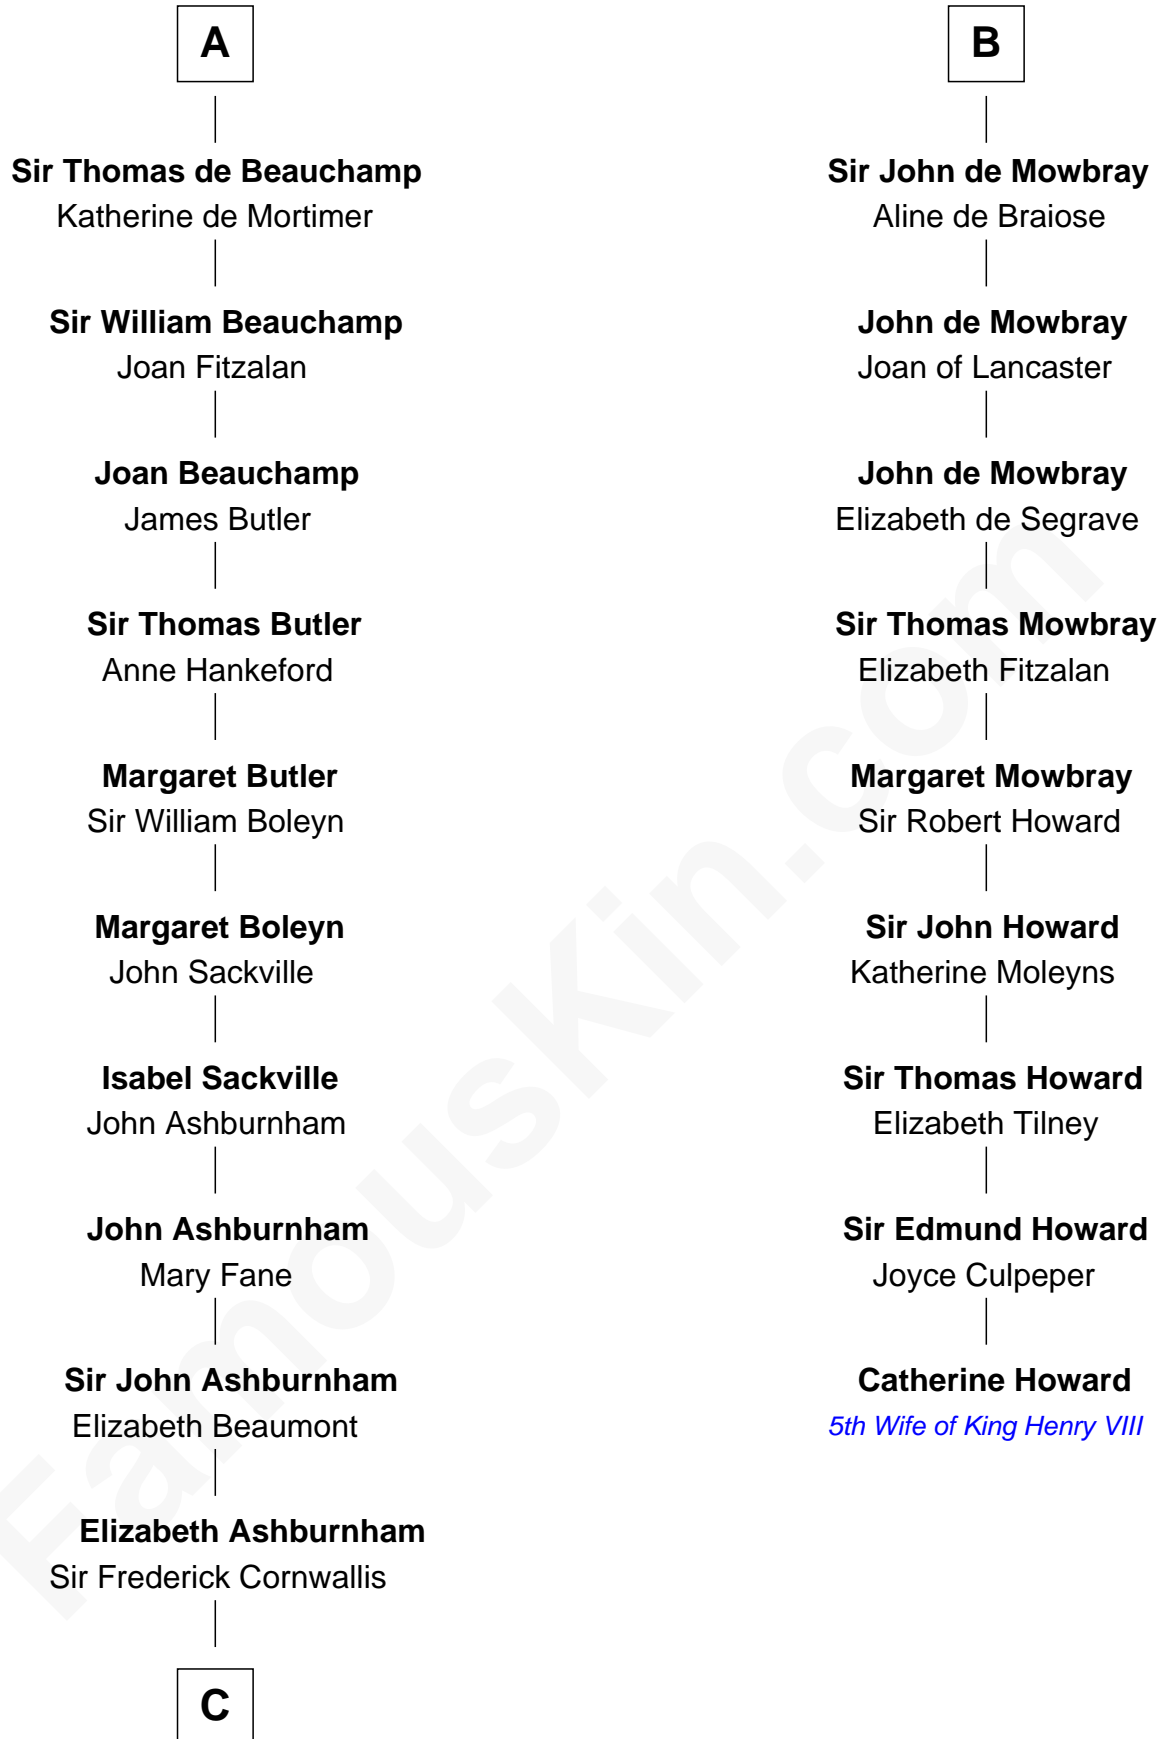 A
Sir Thomas de Beauchamp
Katherine de Mortimer
Sir William Beauchamp
Joan Fitzalan
Joan Beauchamp
James Butler
Sir Thomas Butler
Anne Hankeford
Margaret Butler
Sir William Boleyn
Margaret Boleyn
John Sackville
Isabel Sackville
John Ashburnham
John Ashburnham
Mary Fane
Sir John Ashburnham
Elizabeth Beaumont
Elizabeth Ashburnham
Sir Frederick Cornwallis
C
B
Sir John de Mowbray
Aline de Braiose
John de Mowbray
Joan of Lancaster
John de Mowbray
Elizabeth de Segrave
Sir Thomas Mowbray
Elizabeth Fitzalan
Margaret Mowbray
Sir Robert Howard
Sir John Howard
Katherine Moleyns
Sir Thomas Howard
Elizabeth Tilney
Sir Edmund Howard
Joyce Culpeper
Catherine Howard
5th Wife of King Henry VIII
FamousKin.com